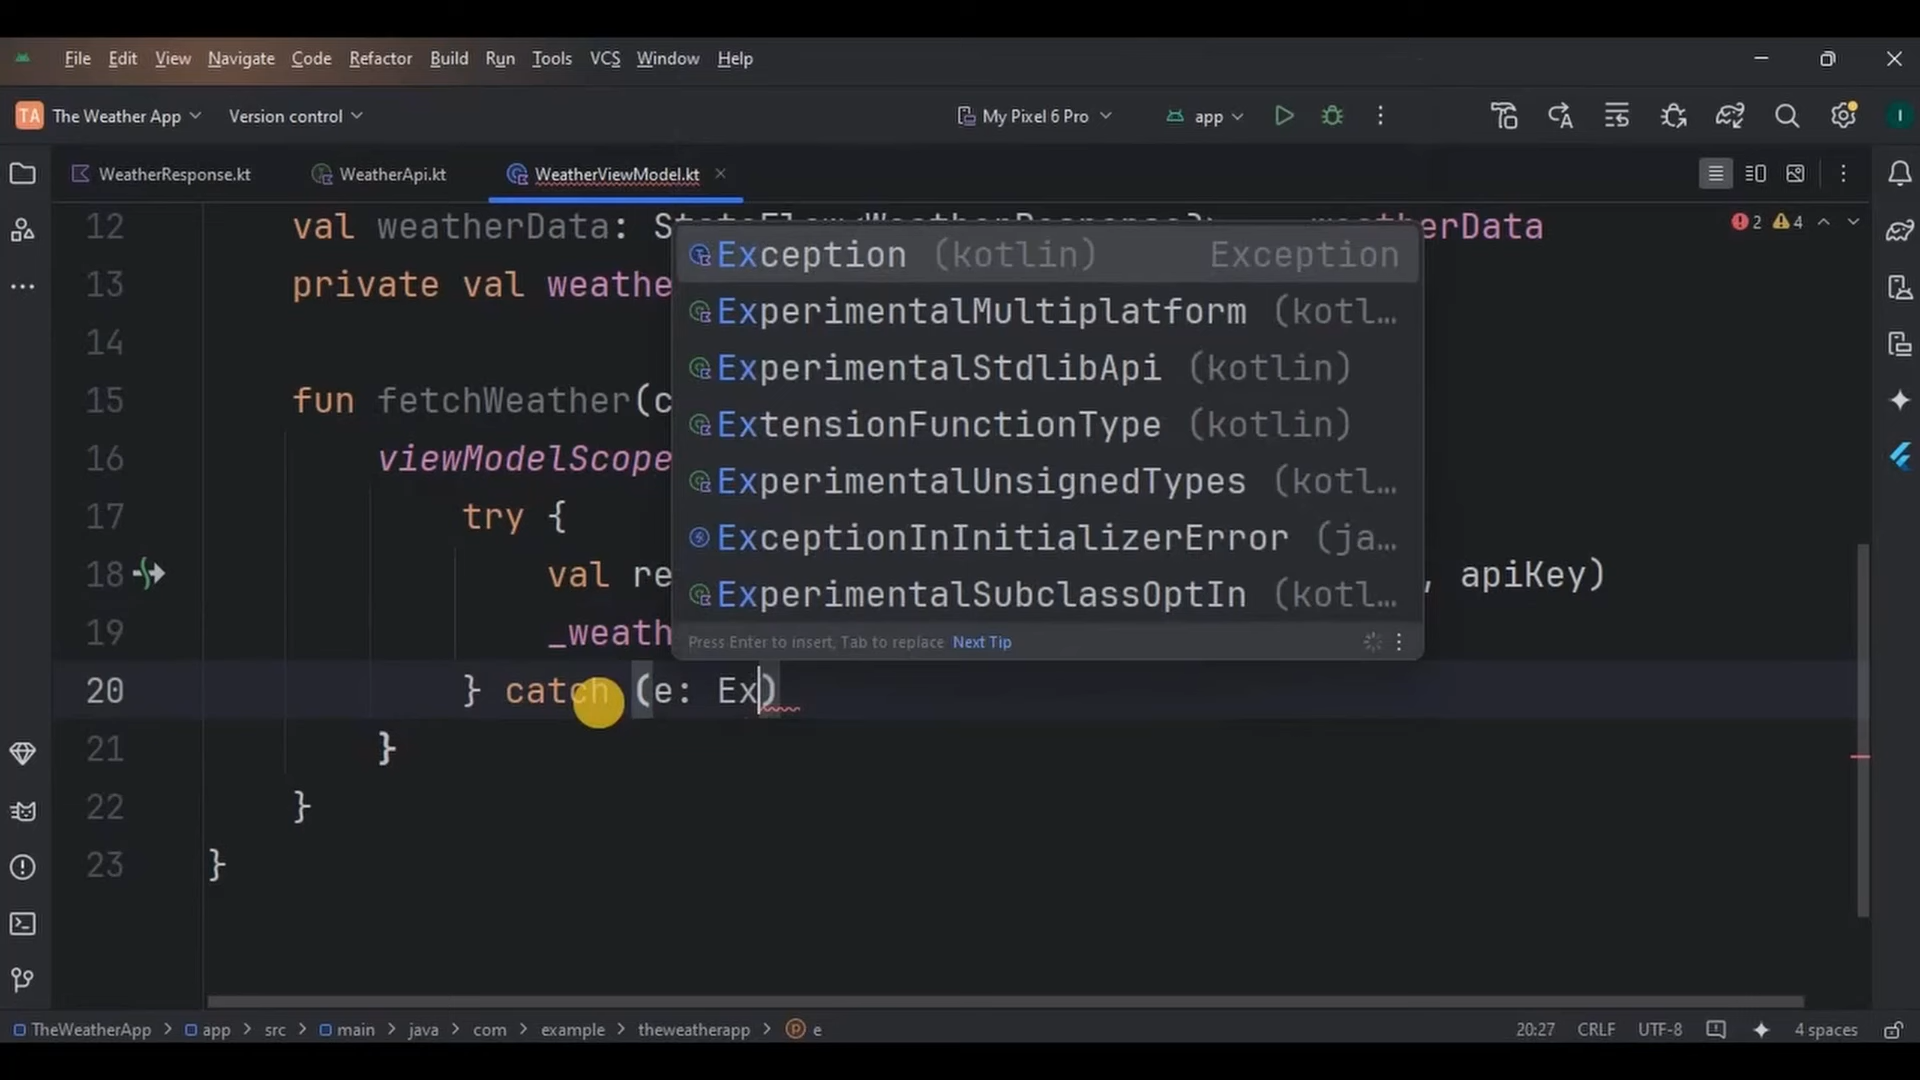 File Edit View Navigate Code Refactor Build Run Tools VCS Window Help
TA The Weather App Version control My Pixel 6 Pro app I
WeatherResponse.kt WeatherApi.kt WeatherViewModel.kt
12 val weatherData: StateFlow<WeatherResponse?> = _weatherData 2 4
13 private val weathe
14
15 fun fetchWeather(c
16 viewModelScope
17 try {
18 val re , apiKey)
19 _weath
20 } catch (e: Ex)
21 }
22 }
23 }
Exception (kotlin) Exception
ExperimentalMultiplatform (kotl…
ExperimentalStdlibApi (kotlin)
ExtensionFunctionType (kotlin)
ExperimentalUnsignedTypes (kotl…
ExceptionInInitializerError (ja…
ExperimentalSubclassOptIn (kotl…
Press Enter to insert, Tab to replace Next Tip
TheWeatherApp > app > src > main > java > com > example > theweatherapp > e 20:27 CRLF UTF-8 4 spaces